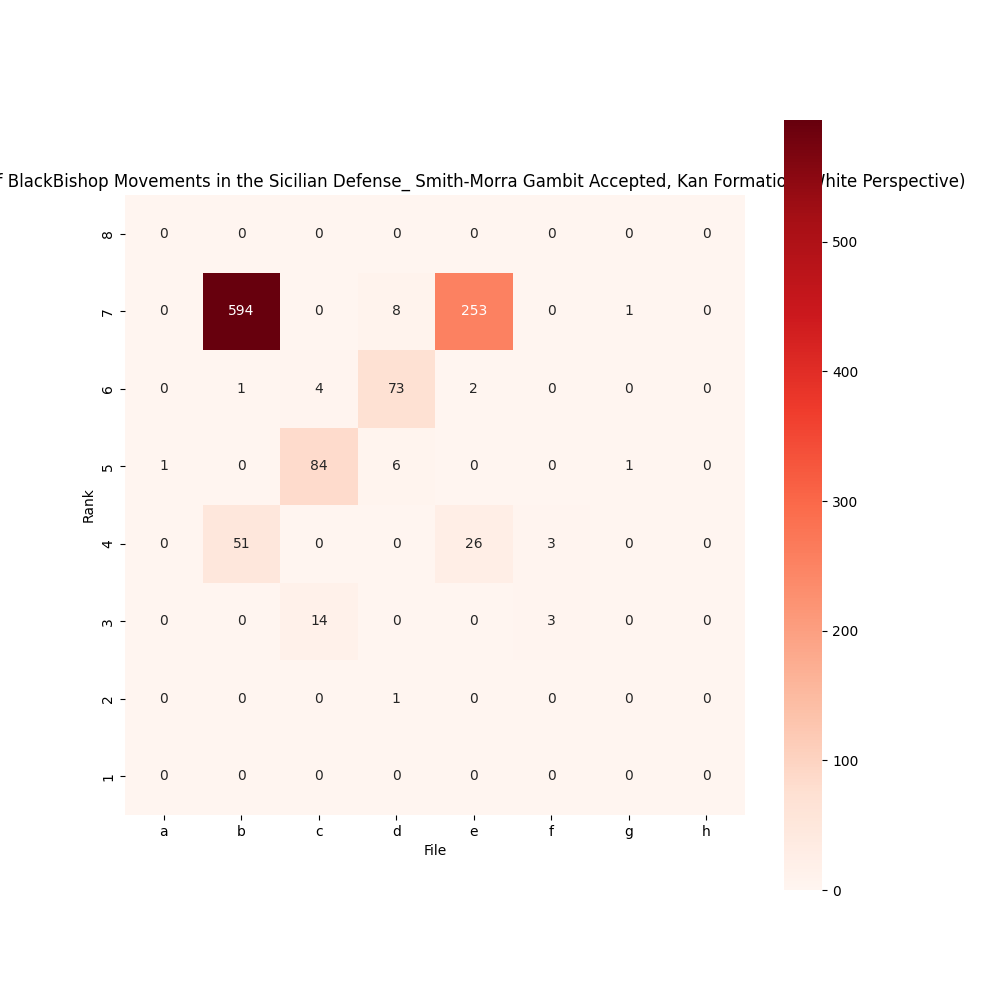 BlackBishop Movements in the Sicilian Defense_ Smith-Morra Gambit Accepted, Kan Perspective)
8 0 0 0 0 0 0 0 0
7 0 594 0 8 253 0 1 0
6 0 1 4 73 2 0 0 0
5 1 0 84 6 0 0 1 0
Rank
4 0 51 0 0 26 3 0 0
3 0 0 14 0 0 3 0 0
2 0 0 0 1 0 0 0 0
1 0 0 0 0 0 0 0 0
a b c d e f g h
File
500
400
300
200
100
0